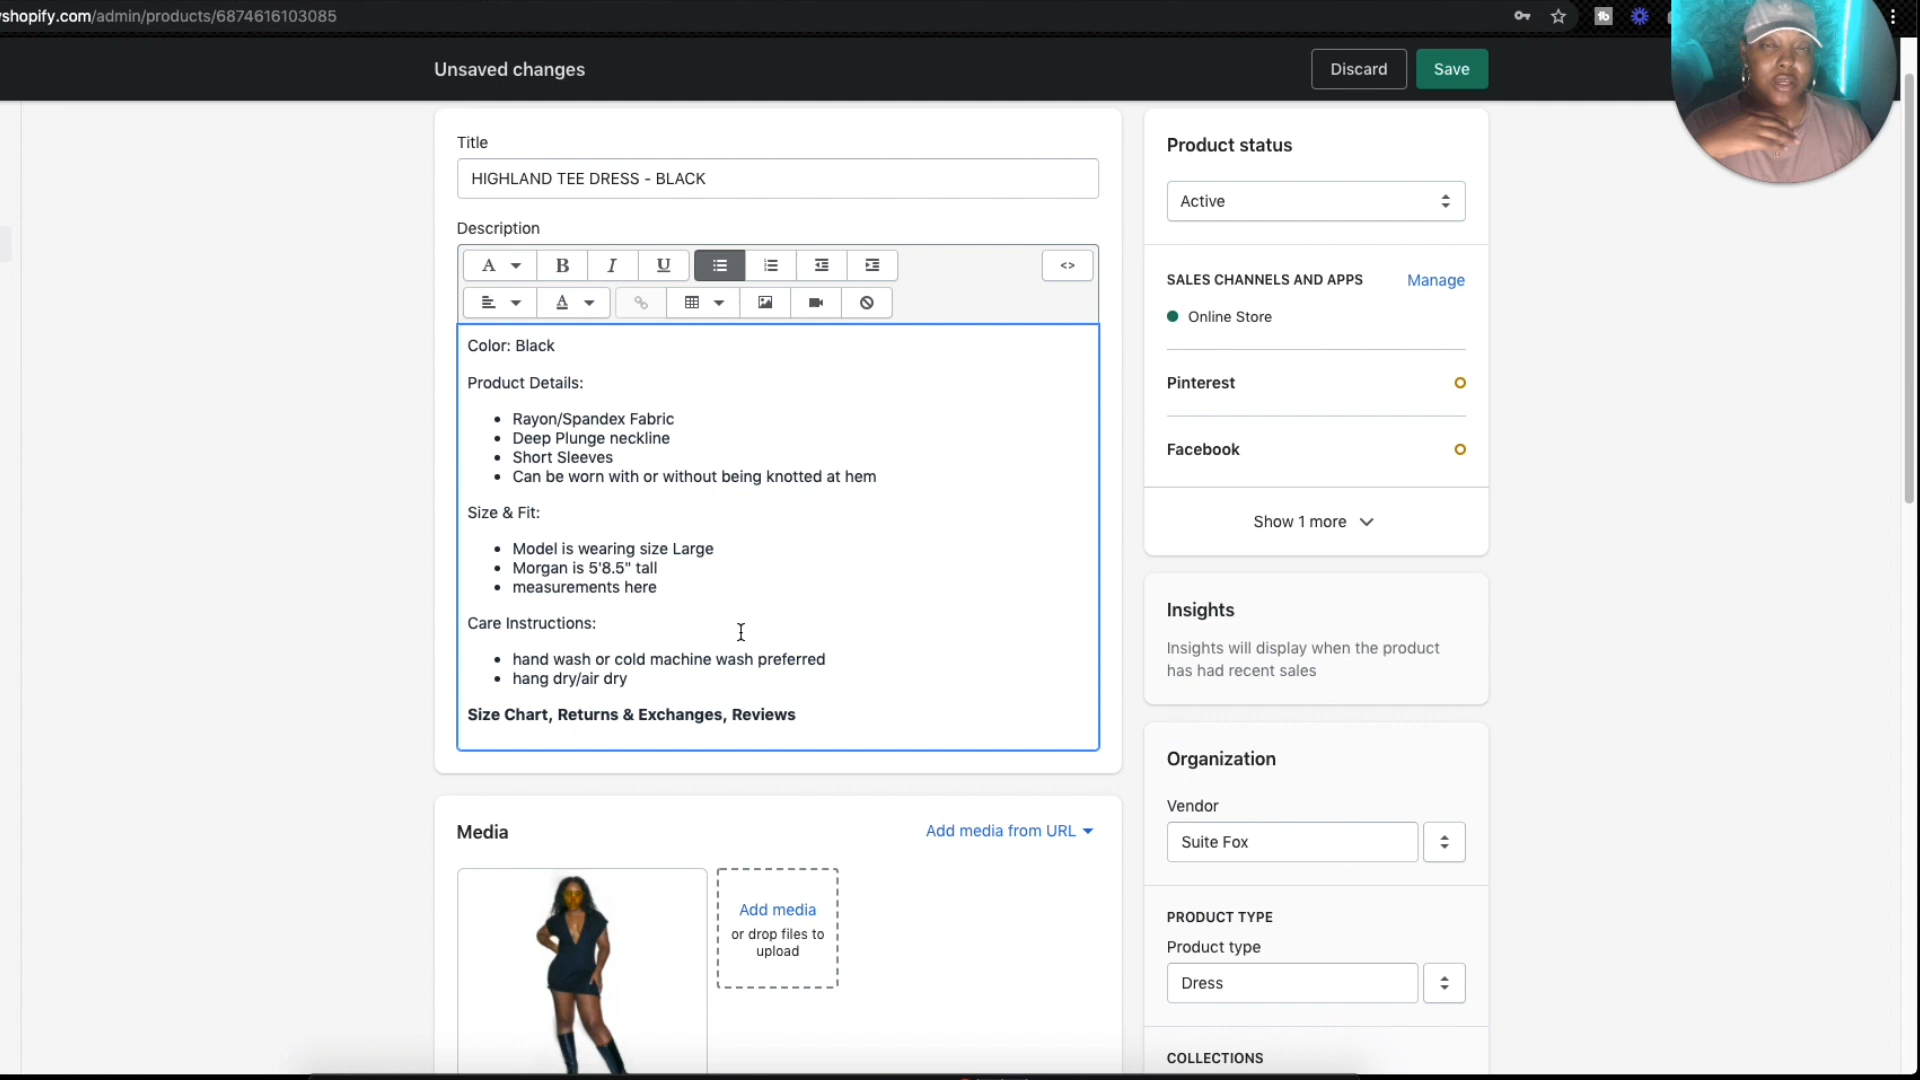 yshopify.com/admin/products/6874616103085
Unsaved changes
Discard
Save
Title
HIGHLAND TEE DRESS - BLACK
Description
A
B
I
U
<>
A
Color: Black
Product Details:
Rayon/Spandex Fabric
Deep Plunge neckline
Short Sleeves
Can be worn with or without being knotted at hem
Size & Fit:
Model is wearing size Large
Morgan is 5'8.5" tall
measurements here
Care Instructions:
hand wash or cold machine wash preferred
hang dry/air dry
Size Chart, Returns & Exchanges, Reviews
Media
Add media from URL
Add media
or drop files to
upload
Product status
Active
SALES CHANNELS AND APPS
Manage
Online Store
Pinterest
Facebook
Show 1 more
Insights
Insights will display when the product
has had recent sales
Organization
Vendor
Suite Fox
PRODUCT TYPE
Product type
Dress
COLLECTIONS